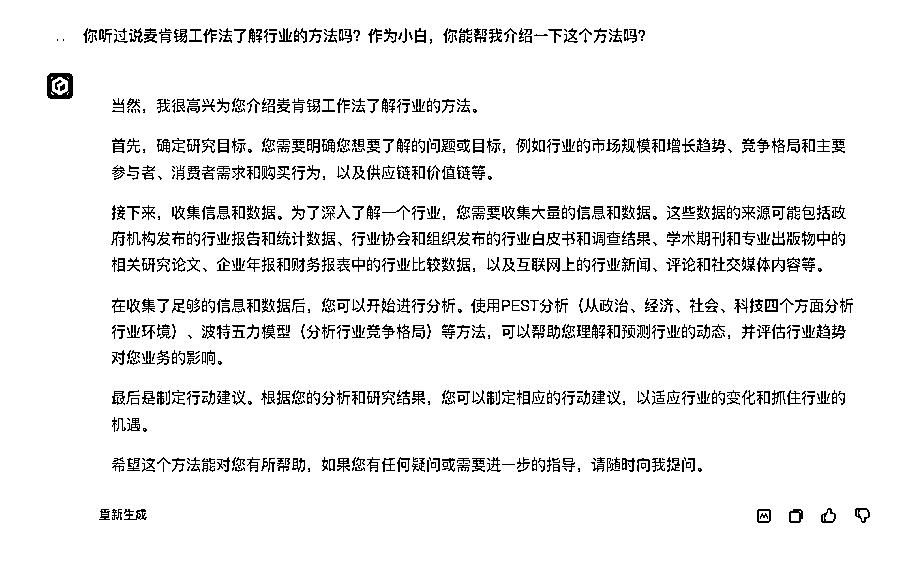 你听过说麦肯锡工作法了解行业的方法吗？作为小白，你能帮我介绍一下这个方法吗？
当然，我很高兴为您介绍麦肯锡工作法了解行业的方法。
首先，确定研究目标。您需要明确您想要了解的问题或目标，例如行业的市场规模和增长趋势、竞争格局和主要
参与者、消费者需求和购买行为，以及供应链和价值链等。
接下来，收集信息和数据。为了深入了解一个行业，您需要收集大量的信息和数据。这些数据的来源可能包括政
府机构发布的行业报告和统计数据、行业协会和组织发布的行业白皮书和调查结果、学术期刊和专业出版物中的
相关研究论文、企业年报和财务报表中的行业比较数据，以及互联网上的行业新闻、评论和社交媒体内容等。
在收集了足够的信息和数据后，您可以开始进行分析。使用PEST分析（从政治、经济、社会、科技四个方面分析
行业环境）、波特五力模型（分析行业竞争格局）等方法，可以帮助您理解和预测行业的动态，并评估行业趋势
对您业务的影响。
最后是制定行动建议。根据您的分析和研究结果，您可以制定相应的行动建议，以适应行业的变化和抓住行业的
机遇。
希望这个方法能对您有所帮助，如果您有任何疑问或需要进一步的指导，请随时向我提问。
重新生成